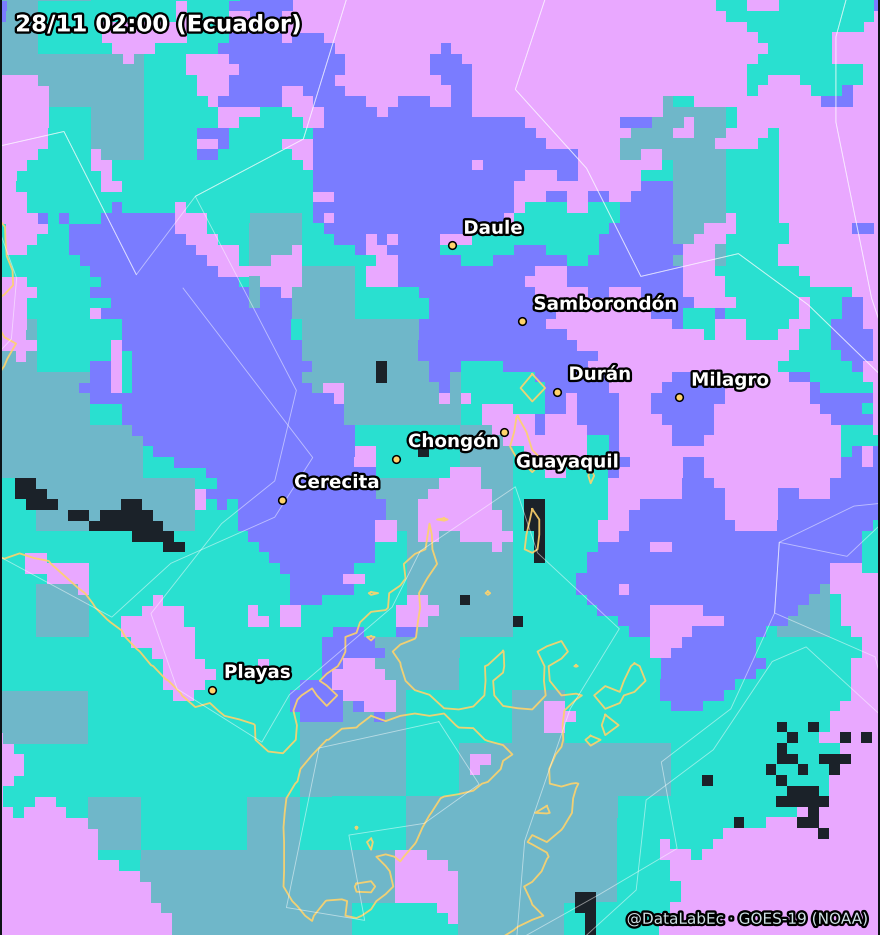 28/11 02:00 (Ecuador)
Daule
Samborondón
Durán
Milagro
Chongón
Guayaquil
Cerecita
Playas
@DataLabEc · GOES-19 (NOAA)